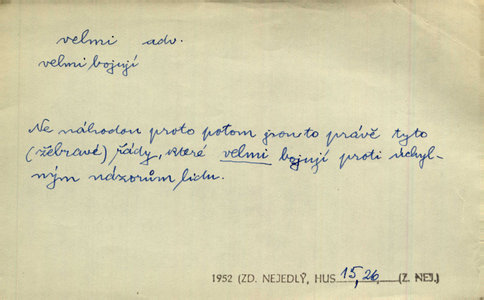 velmi adv.
velmi bojují
Ne náhodou proto potom jsou to právě tyto
(žebravé) řády, které velmi bojují proti úchyl-
ným názorům lidu.
1952 (ZD. NEJEDLÝ, HUS 15,26 (Z. NEJ.)